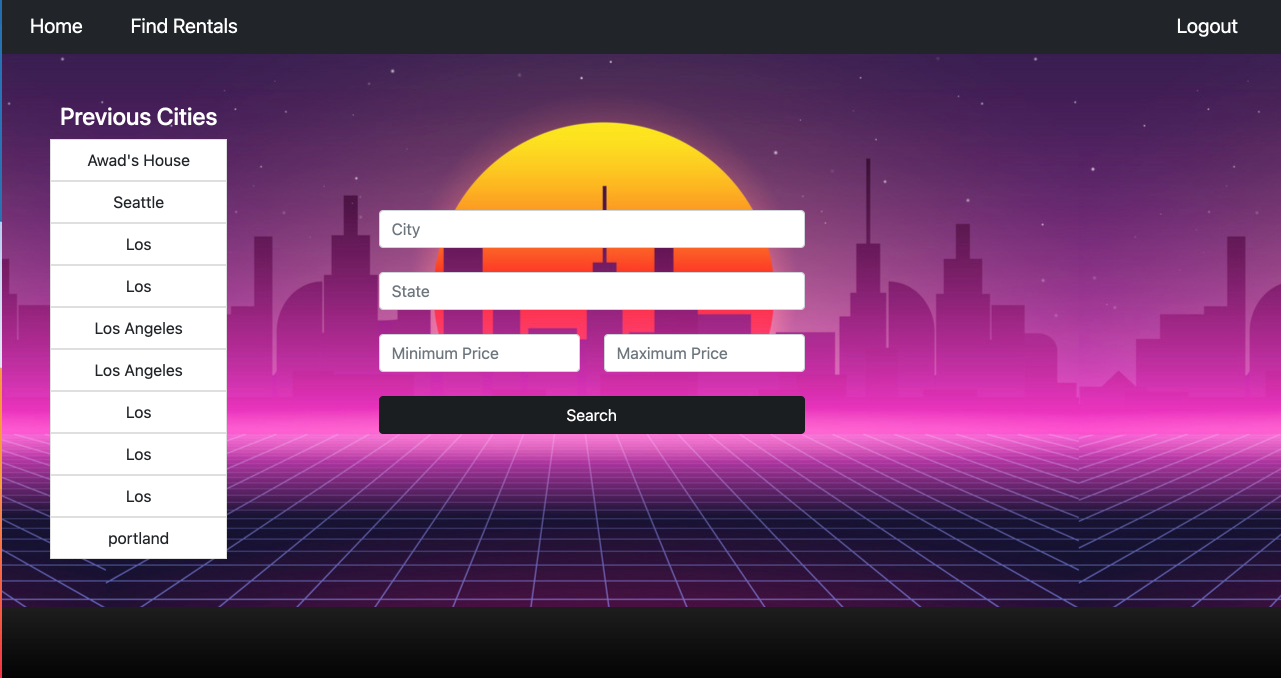 Home Find Rentals Logout
Previous Cities
Awad's House
Seattle
Los
Los
Los Angeles
Los Angeles
Los
Los
Los
portland
City
State
Minimum Price Maximum Price
Search